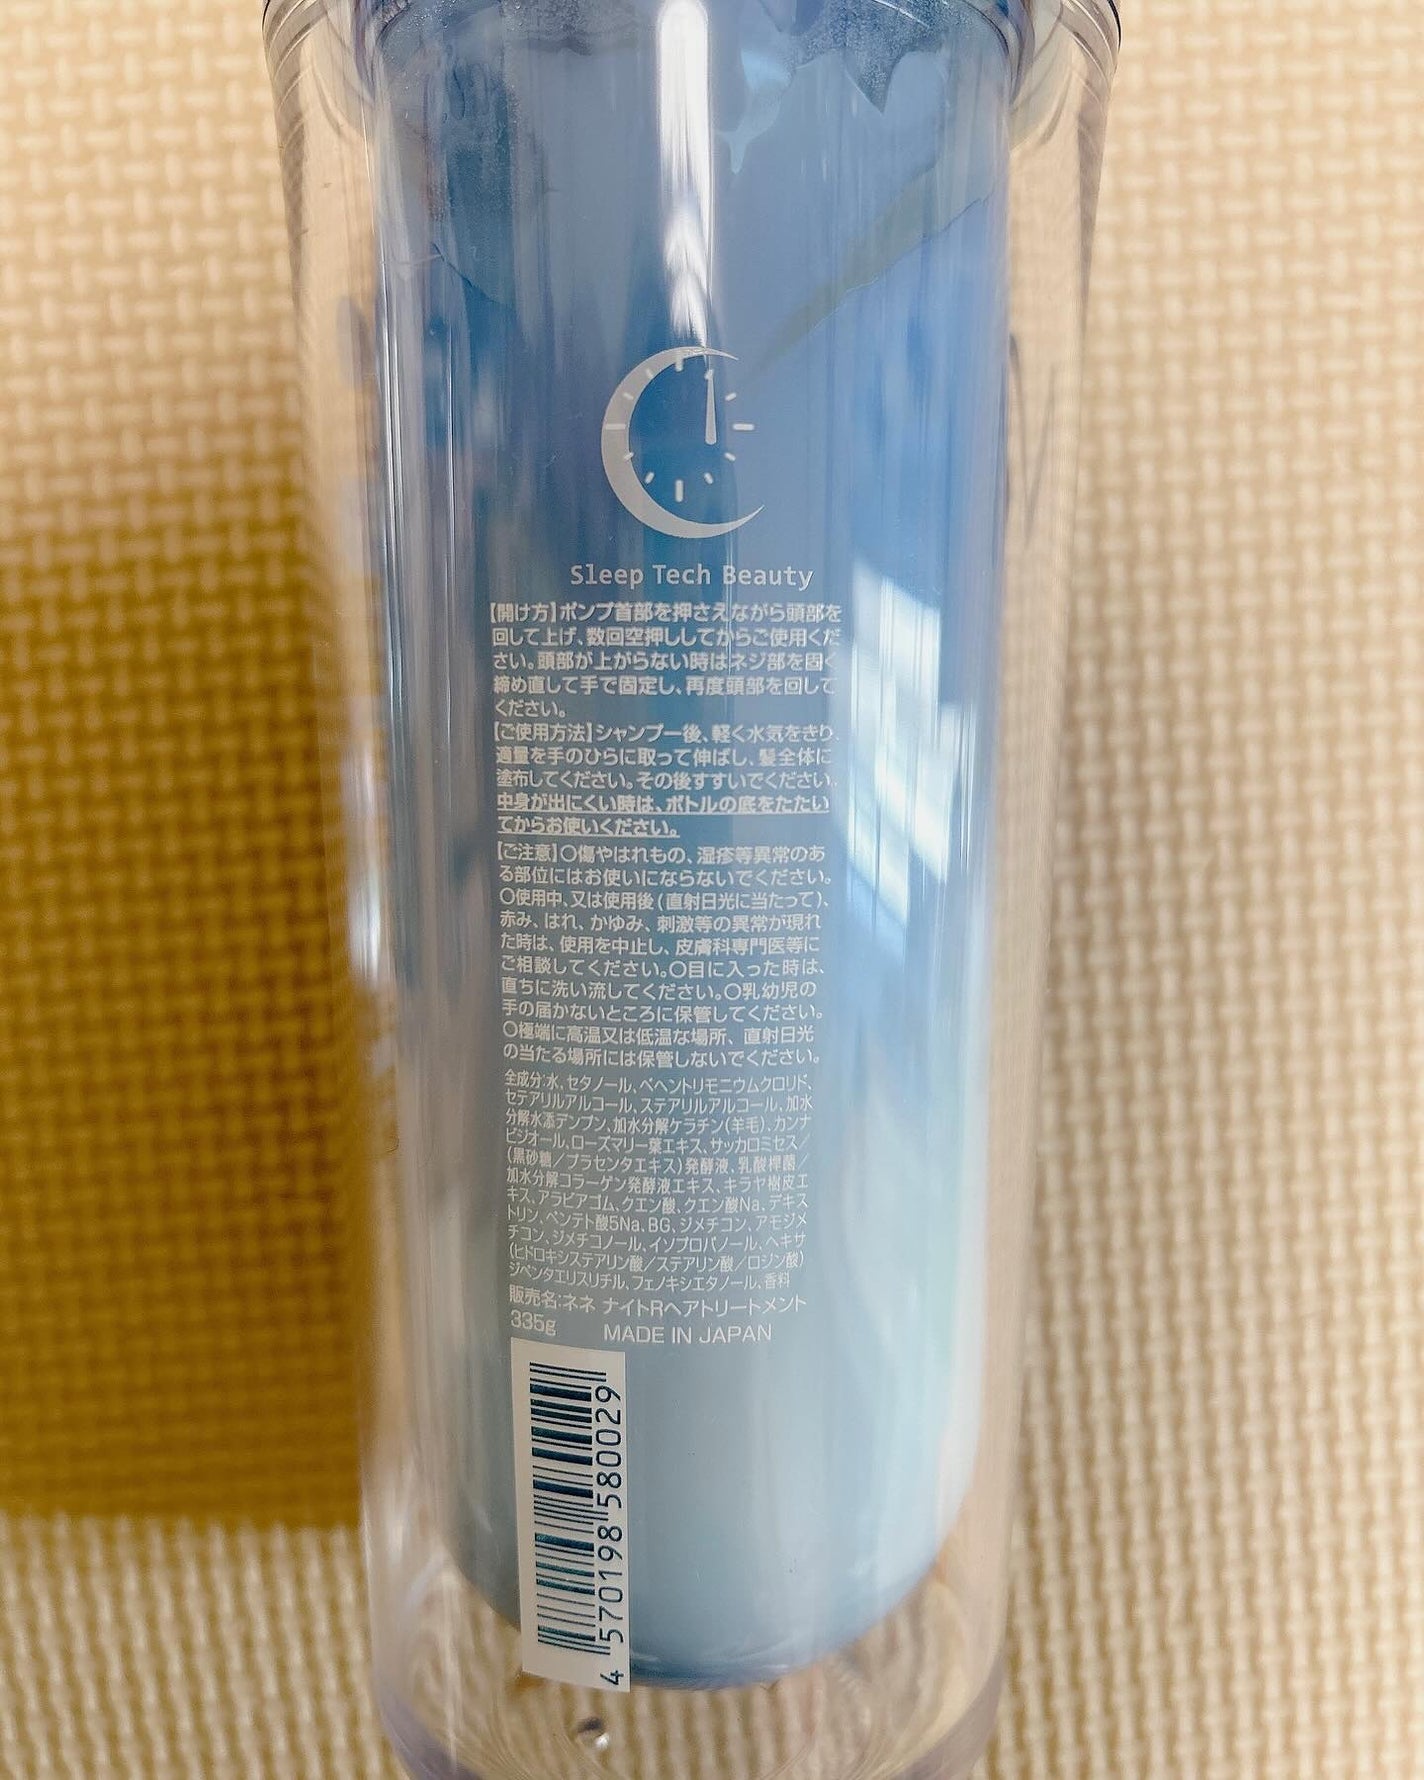 Sleep Tech Beauty
【開け方】ポンプ首部を押さえながら頭部を
回して上げ、数回空押ししてからご使用くだ
さい。頭部が上がらない時はネジ部を固く
締め直して手で固定し、再度頭部を回して
ください。
【ご使用方法】シャンプー後、軽く水気をきり、
適量を手のひらに取って伸ばし、髪全体に
塗布してください。その後すすいでください。
中身が出にくい時は、ボトルの底をたたい
てからお使いください。
【ご注意】〇傷やはれもの、湿疹等異常のあ
る部位にはお使いにならないでください。
〇使用中、又は使用後(直射日光に当たって)、
赤み、はれ、かゆみ、刺激等の異常が現れ
た時は、使用を中止し、皮膚科専門医等に
ご相談してください。〇目に入った時は、
直ちに洗い流してください。〇乳幼児の
手の届かないところに保管してください。
〇極端に高温又は低温な場所、直射日光
の当たる場所には保管しないでください。
全成分:水、セタノール、ベヘントリモニウムクロリド、
セテアリルアルコール、ステアリルアルコール、加水
分解水添デンプン、加水分解ケラチン(羊毛)、カンナ
ビジオール、ローズマリー葉エキス、サッカロミセス/
(黒砂糖/プラセンタエキス)発酵液、乳酸桿菌/
加水分解コラーゲン発酵液エキス、キラヤ樹皮エ
キス、アラビアゴム、クエン酸、クエン酸Na、デキス
トリン、ペンテト酸5Na、BG、ジメチコン、アモジメ
チコン、ジメチコノール、イソプロパノール、ヘキサ
(ヒドロキシステアリン酸/ステアリン酸/ロジン酸)
ジペンタエリスリチル、フェノキシエタノール、香料
販売名:ネネ ナイトRヘアトリートメント
335g MADE IN JAPAN
4 570198 580029